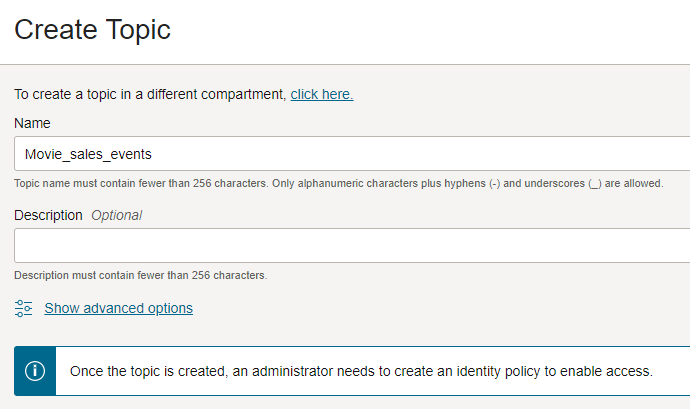 Create Topic
To create a topic in a different compartment, click here.
Name
Movie_sales_events
Topic name must contain fewer than 256 characters. Only alphanumeric characters plus hyphens (-) and underscores (_) are allowed.
Description Optional
Description must contain fewer than 256 characters.
Show advanced options
Once the topic is created, an administrator needs to create an identity policy to enable access.